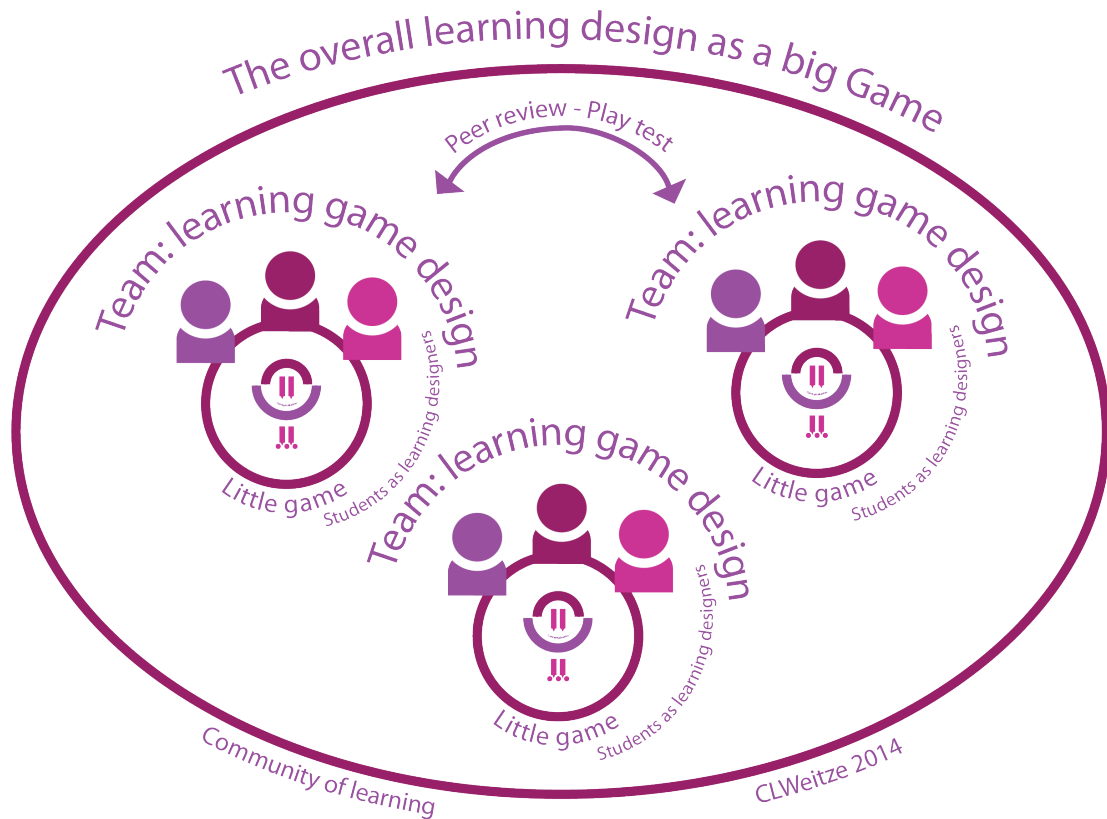 The overall learning design as a big Game
Peer review - Play test
Team: learning game design
Students as learning designers
Little game
Team: learning game design
Students as learning designers
Little game
Team: learning game design
Students as learning designers
Little game
Community of learning
CLWeitze 2014